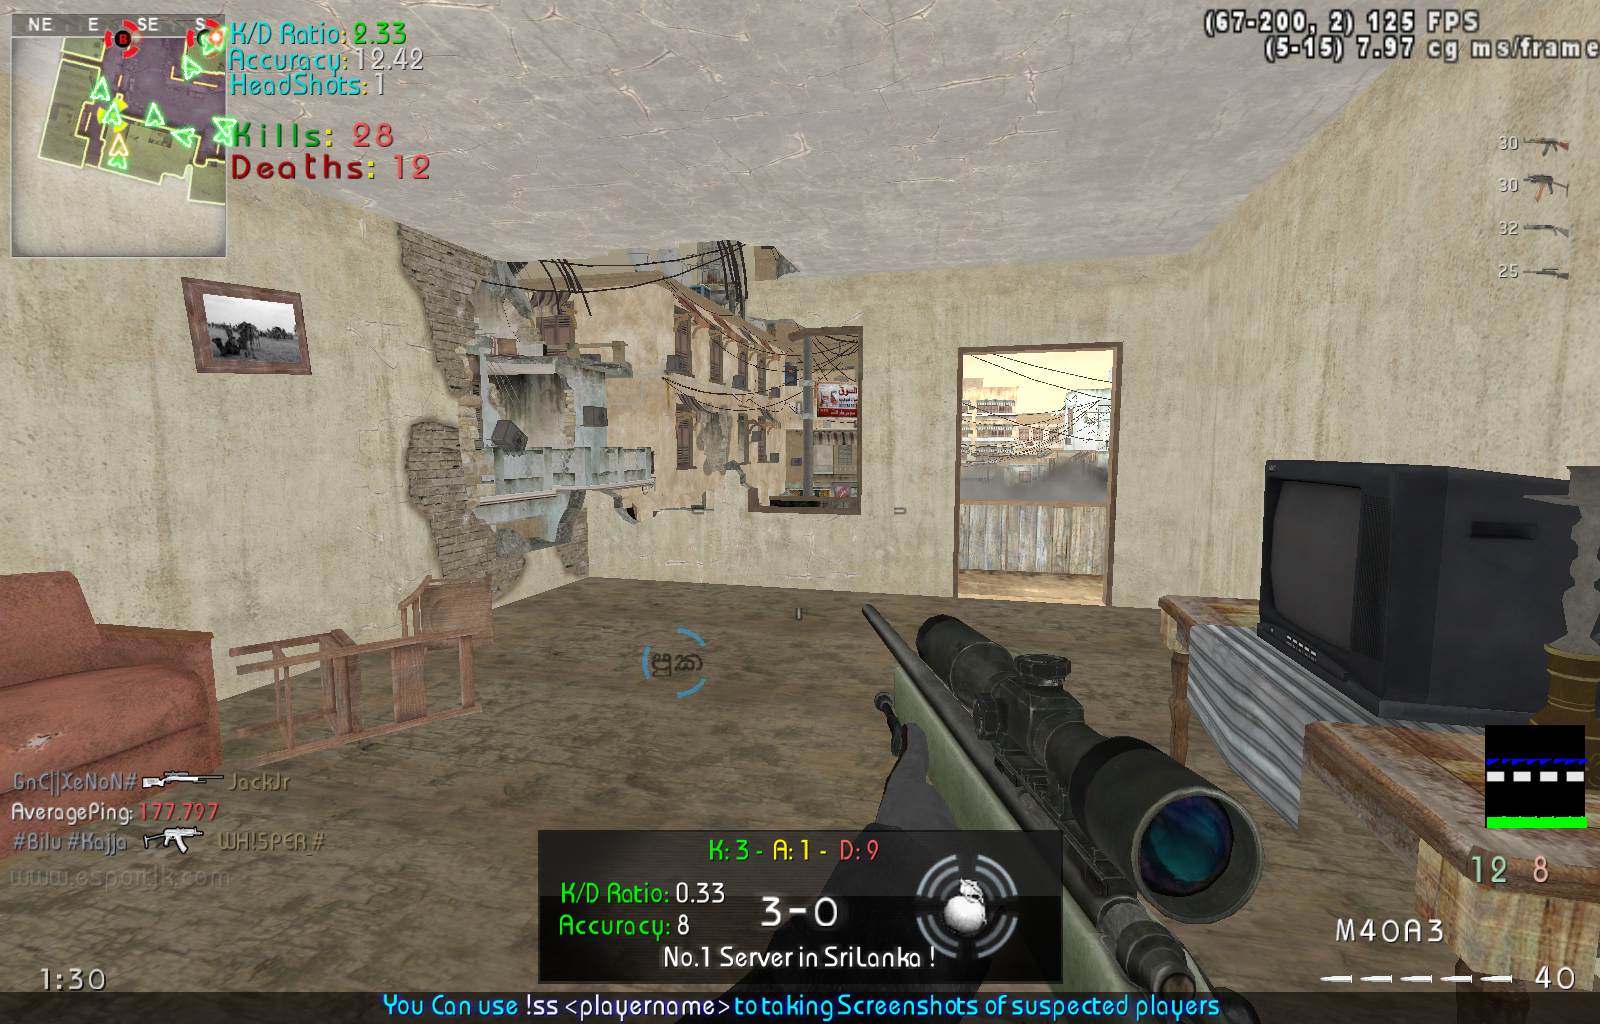 NE E SE S
B
K/D Ratio: 2.33
Accuracy: 12.42
HeadShots: 1
Kills: 28
Deaths: 12
(67-200, 2) 125 FPS
(5-15) 7.97 cg ms/frame
30
30
32
25
GnC||XeNoN# JackJr
AveragePing: 177.797
#Bilu #Kajja WH!5PER_#
www.esportlk.com
1:30
K: 3 - A: 1 - D: 9
K/D Ratio: 0.33
Accuracy: 8
3-0
No.1 Server in SriLanka !
12 8
M40A3
40
You Can use !ss <playername> to taking Screenshots of suspected players